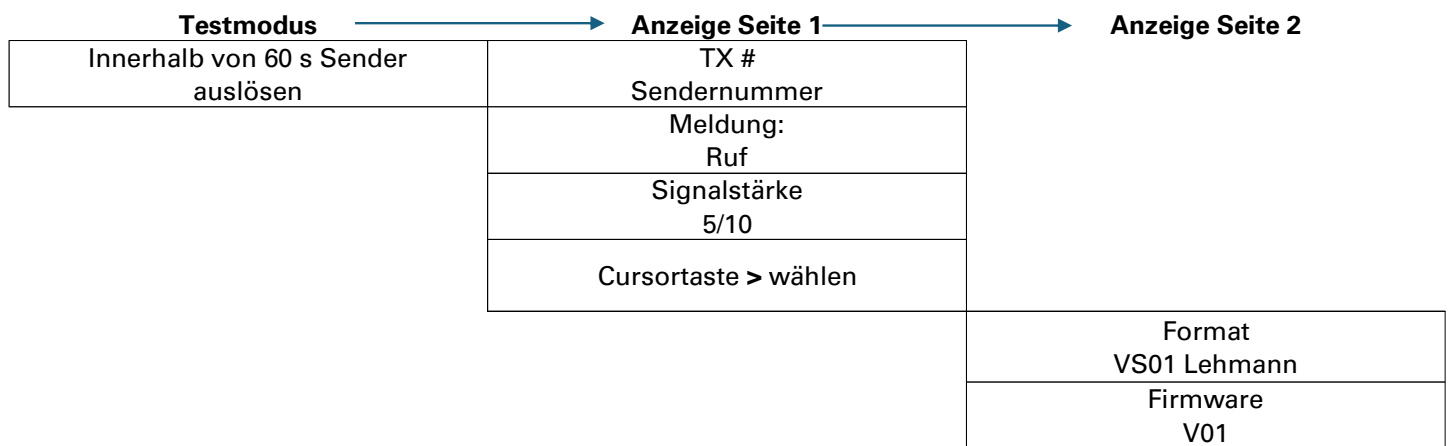 Testmodus Anzeige Seite 1 Anzeige Seite 2
Innerhalb von 60 s Sender
auslösen
TX #
Sendernummer
Meldung:
Ruf
Signalstärke
5/10
Cursortaste > wählen
Format
VS01 Lehmann
Firmware
V01